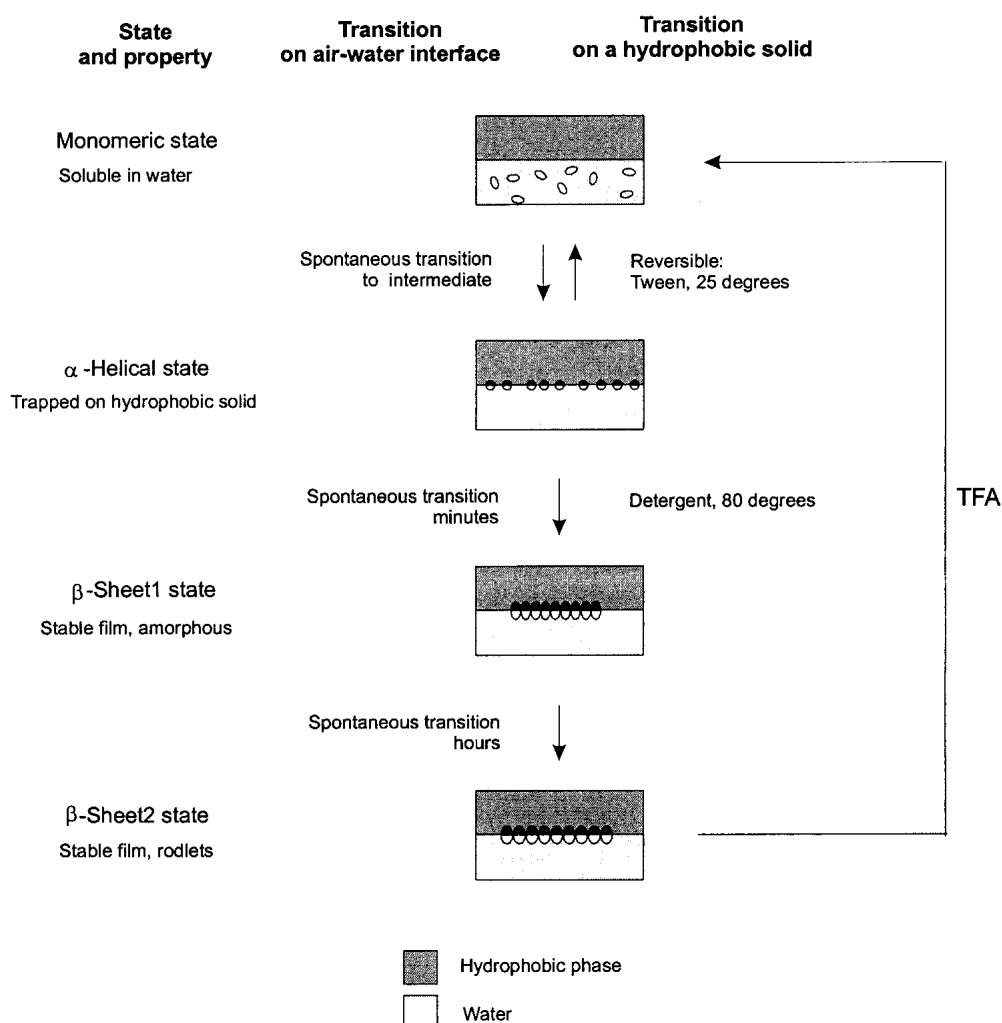 State
and property
Transition
on air-water interface
Transition
on a hydrophobic solid
Monomeric state
Soluble in water
Spontaneous transition
to intermediate
Reversible:
Tween, 25 degrees
α-Helical state
Trapped on hydrophobic solid
Spontaneous transition
minutes
Detergent, 80 degrees
TFA
β-Sheet1 state
Stable film, amorphous
Spontaneous transition
hours
β-Sheet2 state
Stable film, rodlets
Hydrophobic phase
Water